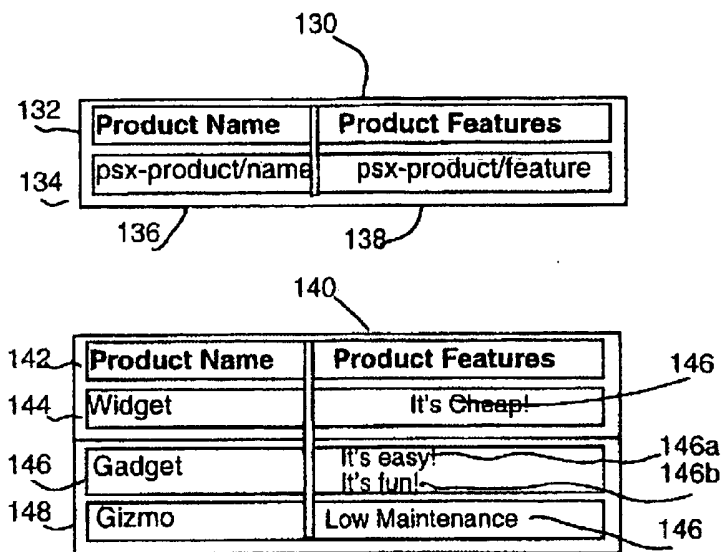 130
132 Product Name Product Features
134 psx-product/name psx-product/feature
136 138
140
142 Product Name Product Features
144 Widget It's Cheap! 146
146 Gadget It's easy! 146a
It's fun! 146b
148 Gizmo Low Maintenance 146